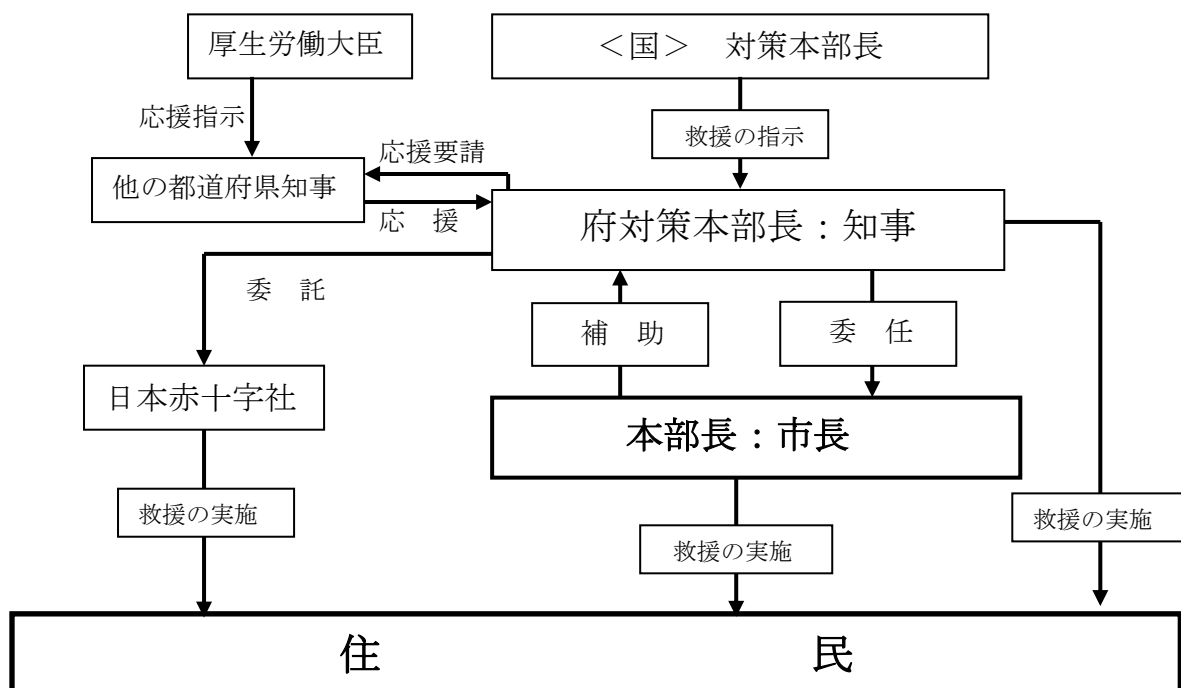 厚生労働大臣
＜国＞　対策本部長
応援指示
救援の指示
応援要請
他の都道府県知事
応　援
府対策本部長：知事
委　託
補　助
委　任
日本赤十字社
本部長：市長
救援の実施
救援の実施
救援の実施
住　民